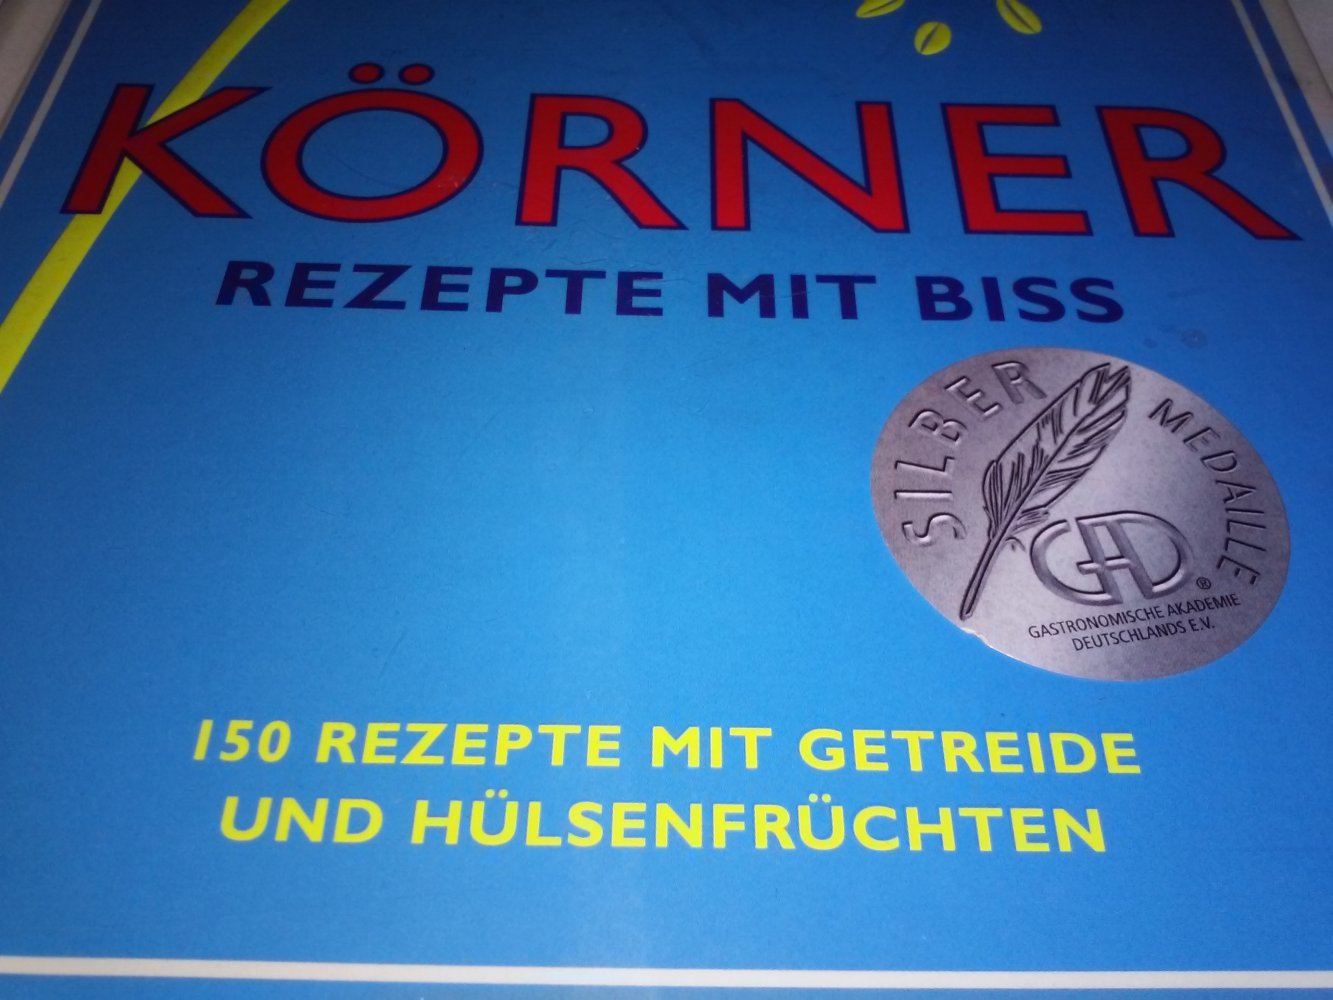 KÖRNER
REZEPTE MIT BISS
SILBER MEDAILLE
GAD®
GASTRONOMISCHE AKADEMIE
DEUTSCHLANDS E.V.
150 REZEPTE MIT GETREIDE
UND HÜLSENFRÜCHTEN